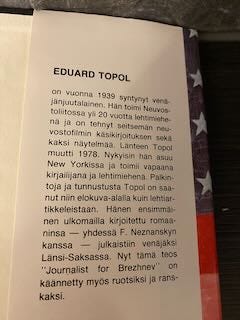 EDUARD TOPOL
on vuonna 1939 syntynyt venä-
jänjuutalainen. Hän toimi Neuvos-
toliitossa yli 20 vuotta lehtimiehe-
nä ja on tehnyt seitsemän neu-
vostofilmin käsikirjoituksen sekä
kaksi näytelmää. Länteen Topol
muutti 1978. Nykyisin hän asuu
New Yorkissa ja toimii vapaana
kirjailijana ja lehtimiehenä. Palkin-
toja ja tunnustusta Topol on saa-
nut niin elokuva-alalla kuin lehtiar-
tikkeleistaan. Hänen ensimmäi-
nen ulkomailla kirjoitettu romaa-
ninsa — yhdessä F. Neznanskyn
kanssa — julkaistiin venäjäksi
Länsi-Saksassa. Nyt tämä teos
"Journalist for Brezhnev" on
käännetty myös ruotsiksi ja rans-
kaksi.